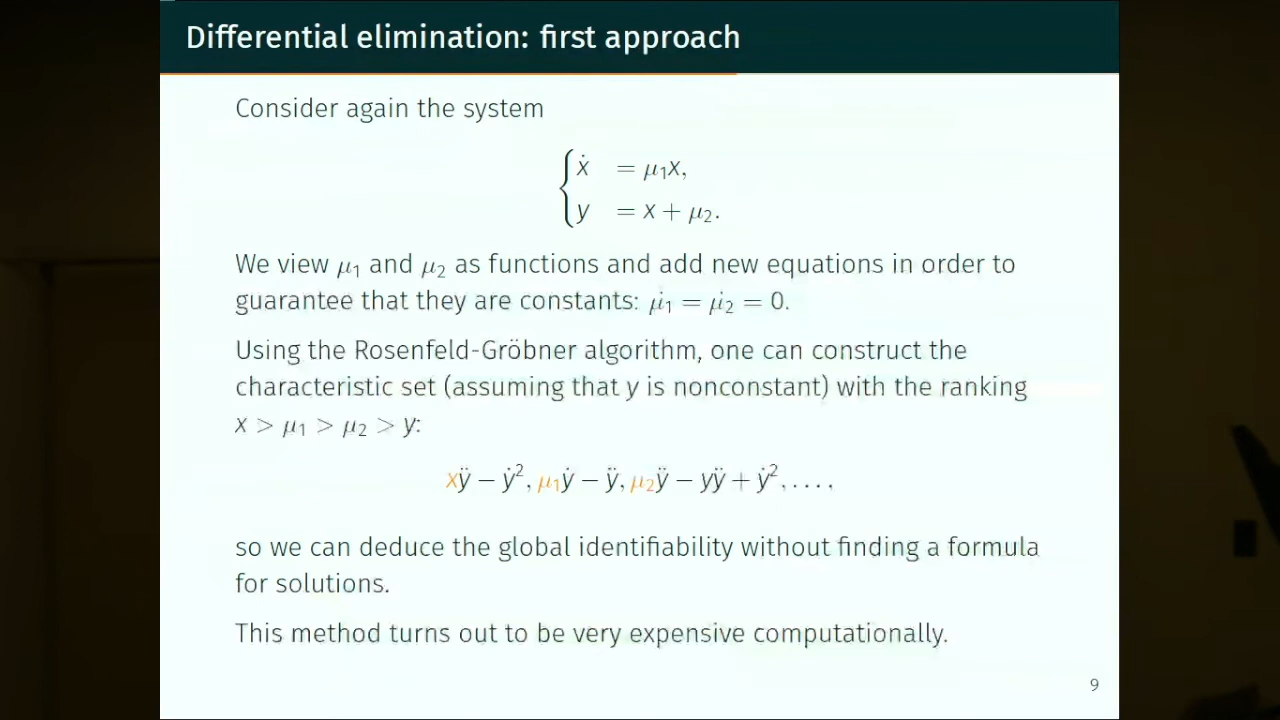 Differential elimination: first approach
Consider again the system
ẋ = μ₁x,
y = x + μ₂.
We view μ₁ and μ₂ as functions and add new equations in order to
guarantee that they are constants: μ̇₁ = μ̇₂ = 0.
Using the Rosenfeld-Gröbner algorithm, one can construct the
characteristic set (assuming that y is nonconstant) with the ranking
x > μ₁ > μ₂ > y:
xÿ − ẏ², μ₁ẏ − ÿ, μ₂ÿ − yÿ + ẏ², . . . ,
so we can deduce the global identifiability without finding a formula
for solutions.
This method turns out to be very expensive computationally.
9